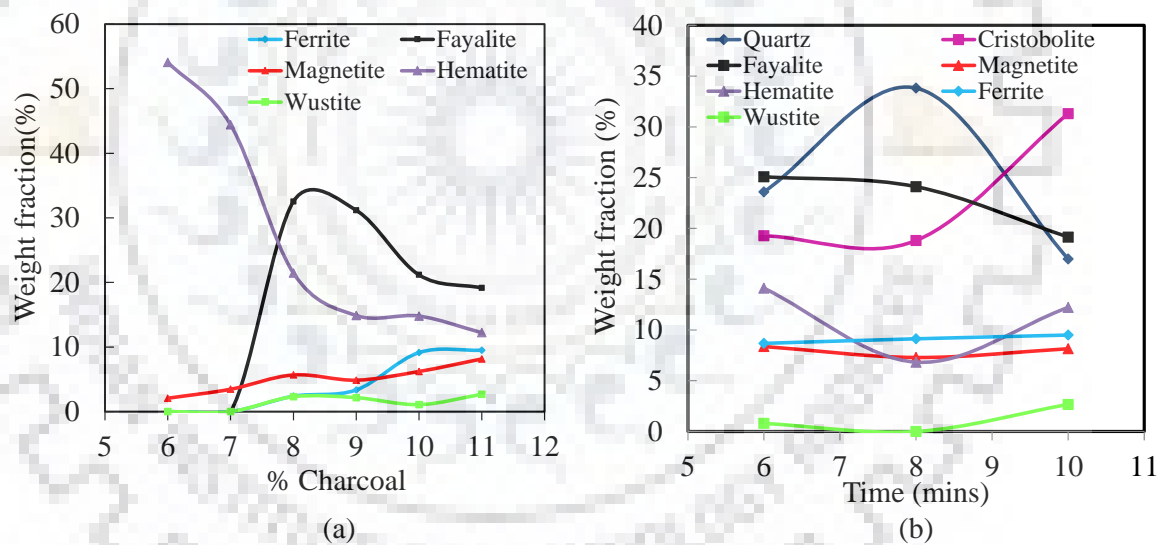 60
50
40
30
20
10
0
Weight fraction(%)
Ferrite Fayalite
Magnetite Hematite
Wustite
5 6 7 8 9 10 11 12
% Charcoal
(a)
40
35
30
25
20
15
10
5
0
Weight fraction (%)
Quartz Cristobolite
Fayalite Magnetite
Hematite Ferrite
Wustite
5 6 7 8 9 10 11
Time (mins)
(b)